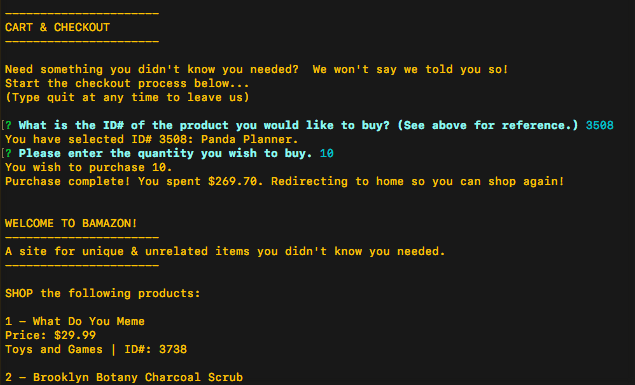 CART & CHECKOUT
Need something you didn't know you needed?  We won't say we told you so!
Start the checkout process below...
(Type quit at any time to leave us)
[? What is the ID# of the product you would like to buy? (See above for reference.) 3508
You have selected ID# 3508: Panda Planner.
[? Please enter the quantity you wish to buy. 10
You wish to purchase 10.
Purchase complete! You spent $269.70. Redirecting to home so you can shop again!
WELCOME TO BAMAZON!
A site for unique & unrelated items you didn't know you needed.
SHOP the following products:
1 – What Do You Meme
Price: $29.99
Toys and Games | ID#: 3738
2 – Brooklyn Botany Charcoal Scrub